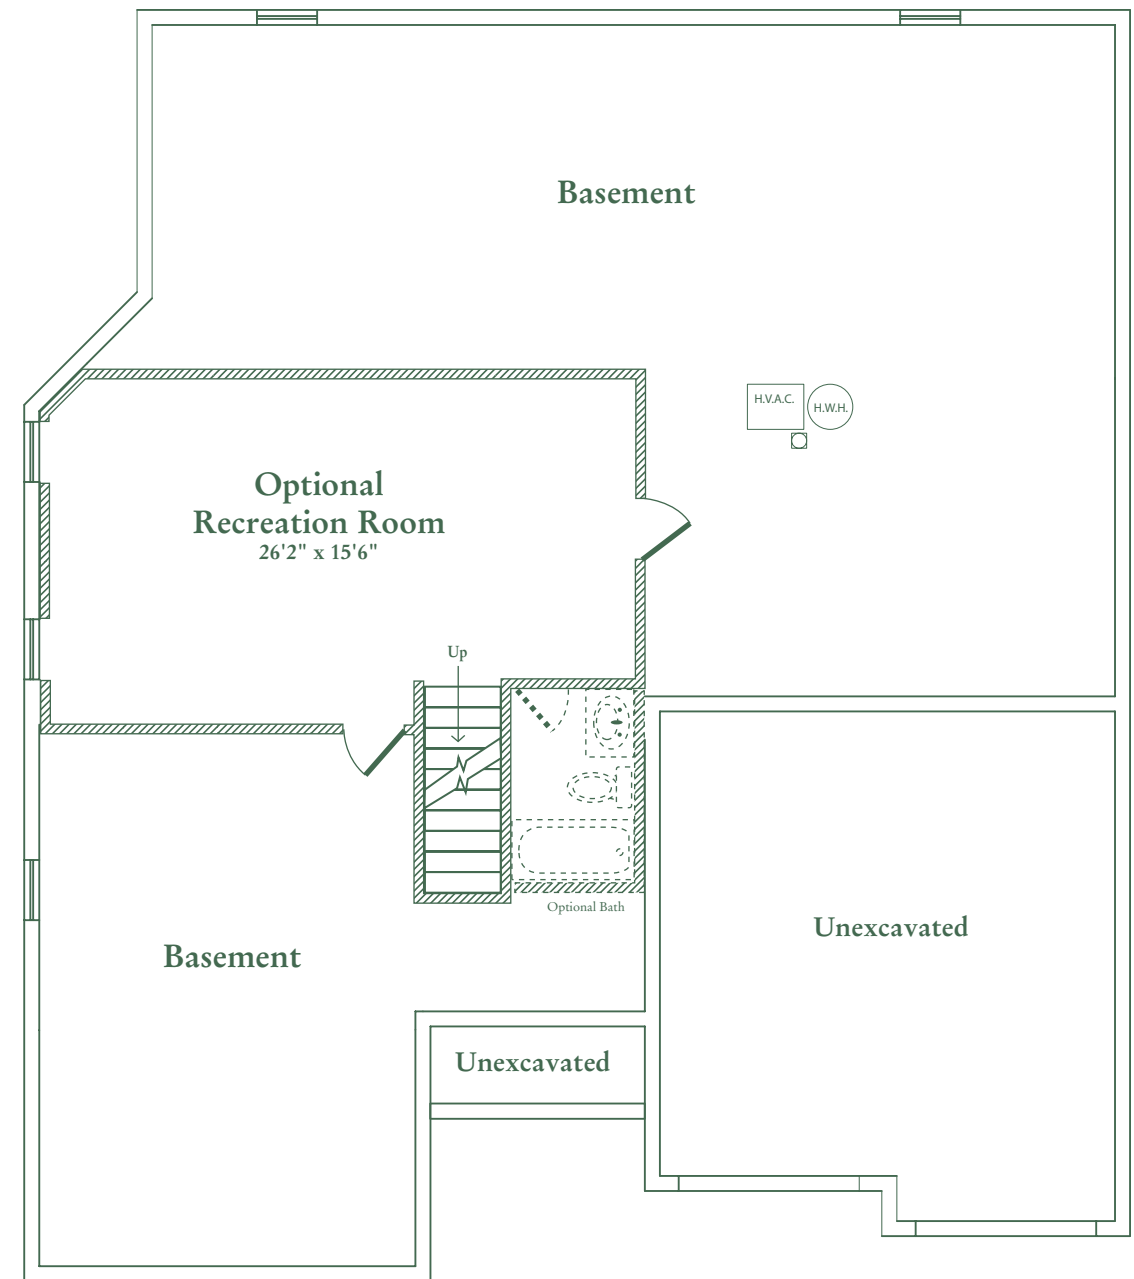 Basement
H.V.A.C.
H.W.H.
Optional
Recreation Room
26'2" x 15'6"
Up
Optional Bath
Unexcavated
Basement
Unexcavated